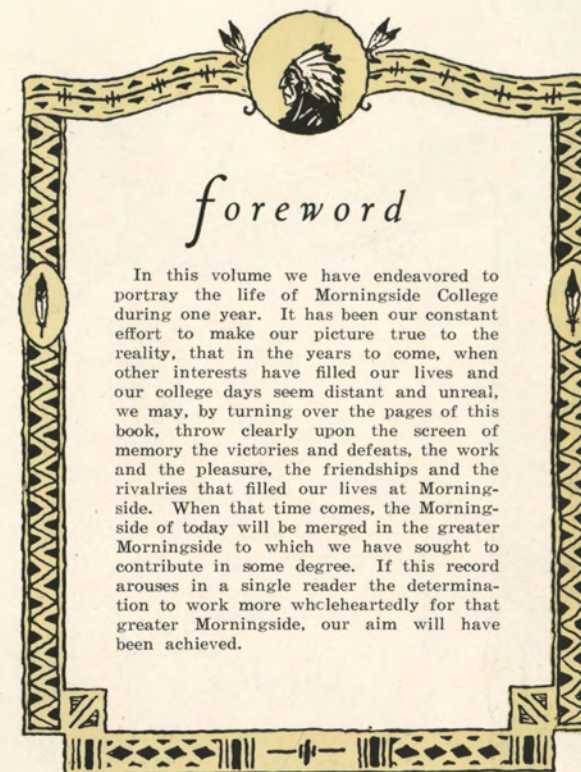 foreword
In this volume we have endeavored to
portray the life of Morningside College
during one year. It has been our constant
effort to make our picture true to the
reality, that in the years to come, when
other interests have filled our lives and
our college days seem distant and unreal,
we may, by turning over the pages of this
book, throw clearly upon the screen of
memory the victories and defeats, the work
and the pleasure, the friendships and the
rivalries that filled our lives at Morning-
side. When that time comes, the Morning-
side of today will be merged in the greater
Morningside to which we have sought to
contribute in some degree. If this record
arouses in a single reader the determina-
tion to work more wholeheartedly for that
greater Morningside, our aim will have
been achieved.